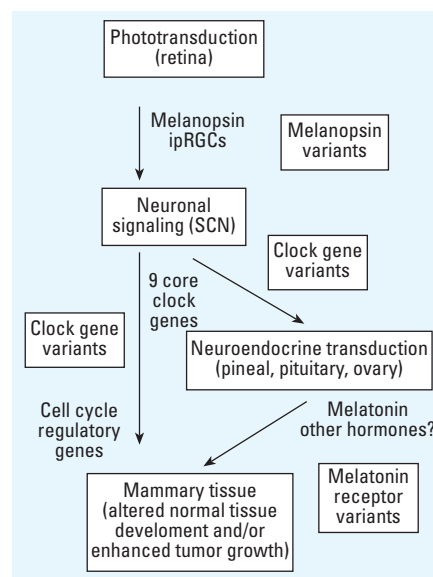 Phototransduction
(retina)
Melanopsin
ipRGCs
Melanopsin
variants
Neuronal
signaling (SCN)
Clock gene
variants
9 core
clock
genes
Clock gene
variants
Neuroendocrine transduction
(pineal, pituitary, ovary)
Cell cycle
regulatory
genes
Melatonin
other hormones?
Mammary tissue
(altered normal tissue
develoment and/or
enhanced tumor growth)
Melatonin
receptor
variants